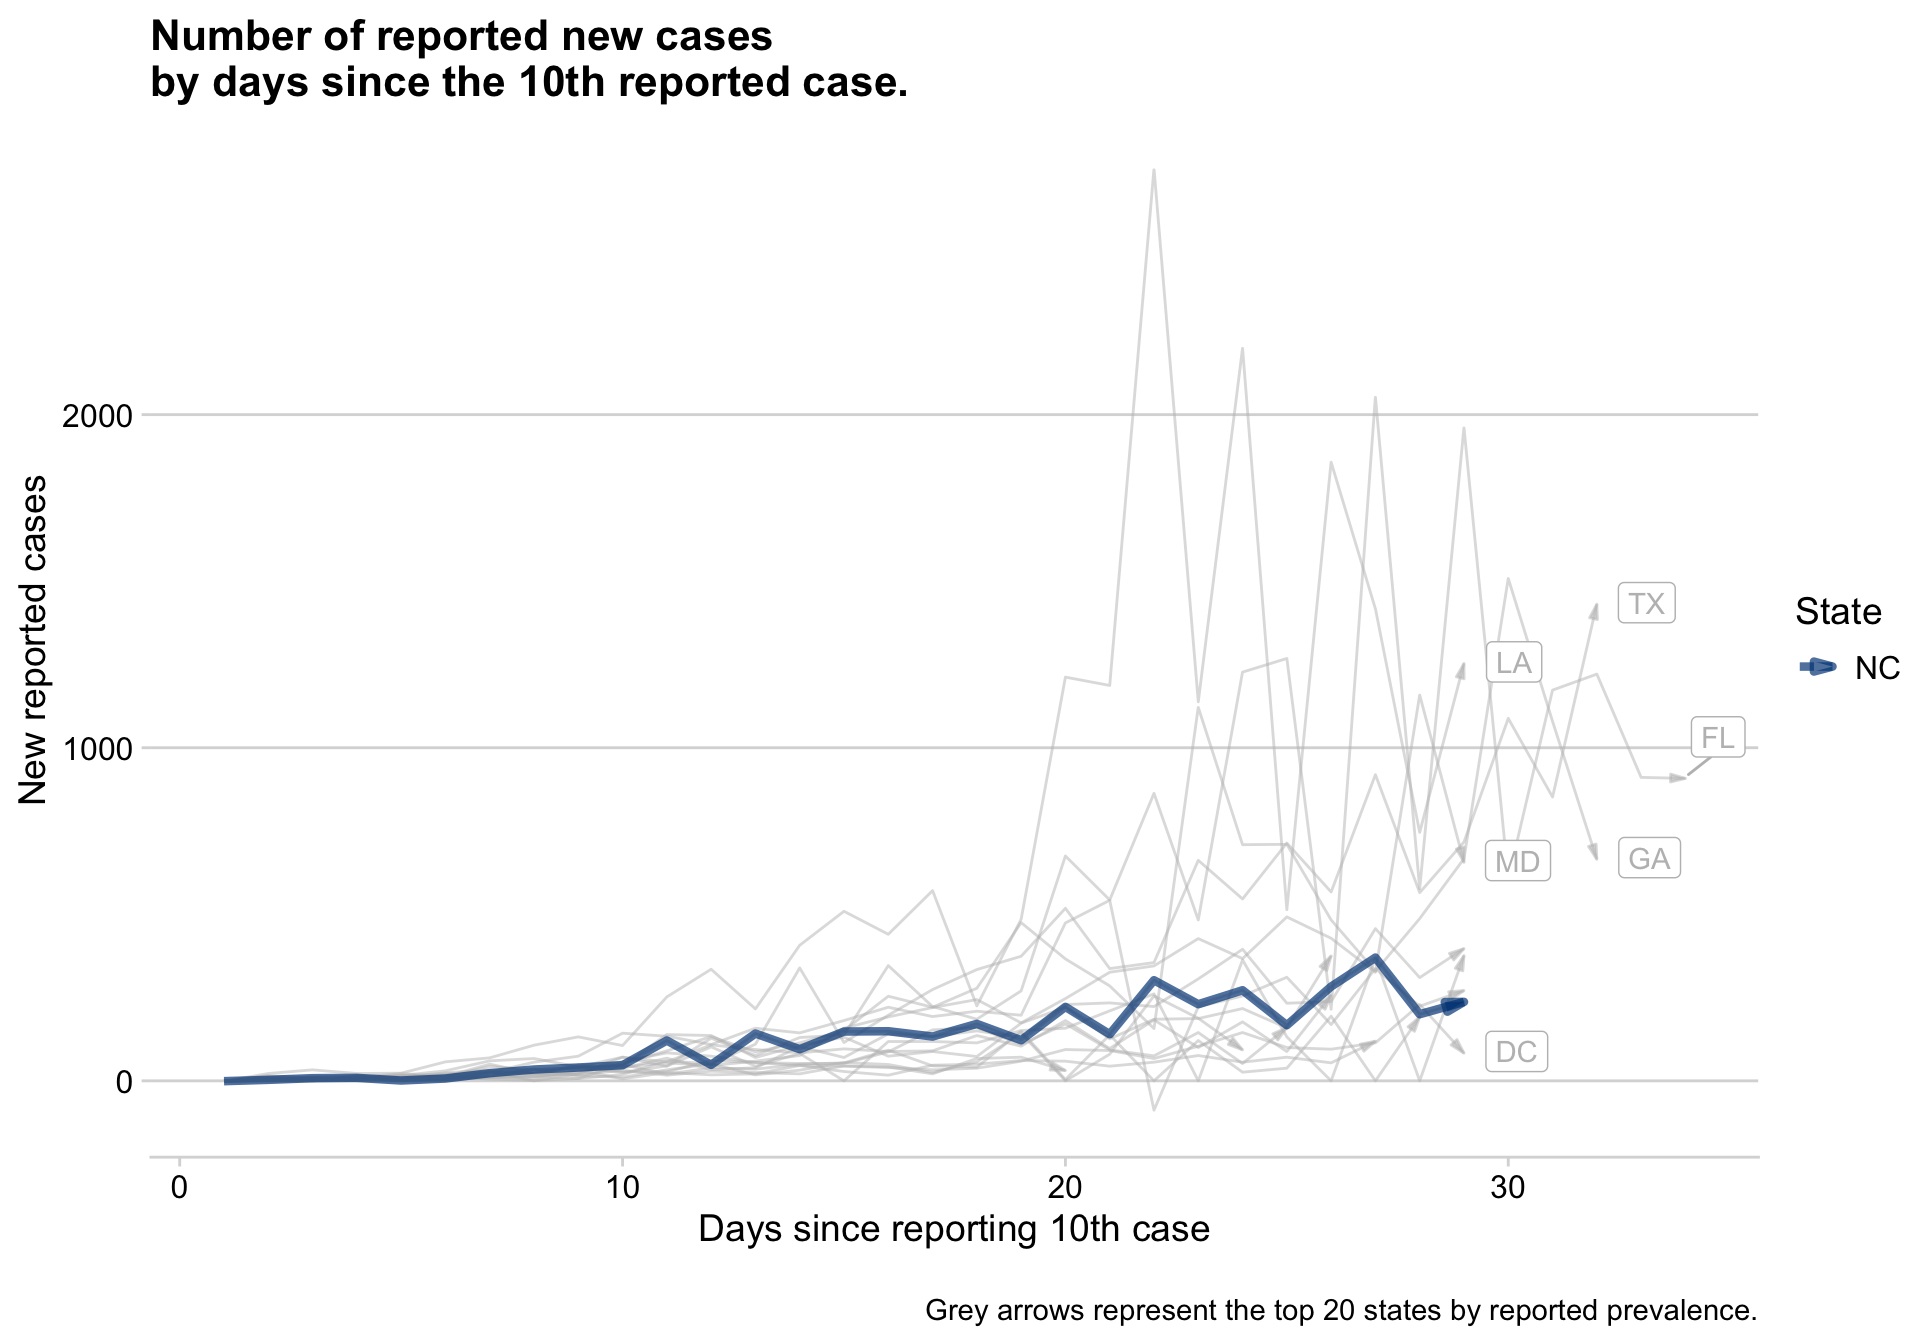 Number of reported new cases
by days since the 10th reported case.
New reported cases
2000
1000
0
TX
LA
FL
MD
GA
DC
State
NC
0
10
20
30
Days since reporting 10th case
Grey arrows represent the top 20 states by reported prevalence.